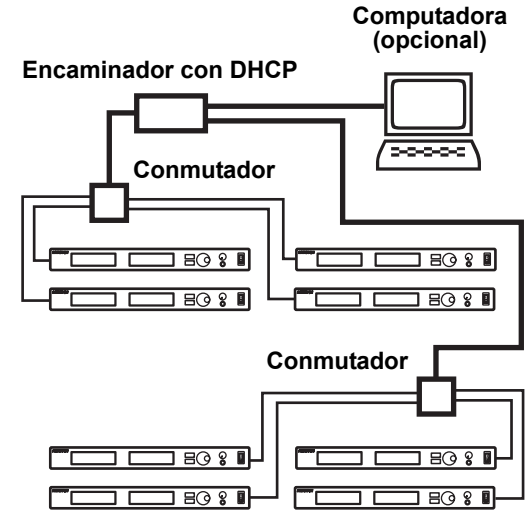 Computadora
(opcional)
Encaminador con DHCP
Conmutador
Conmutador